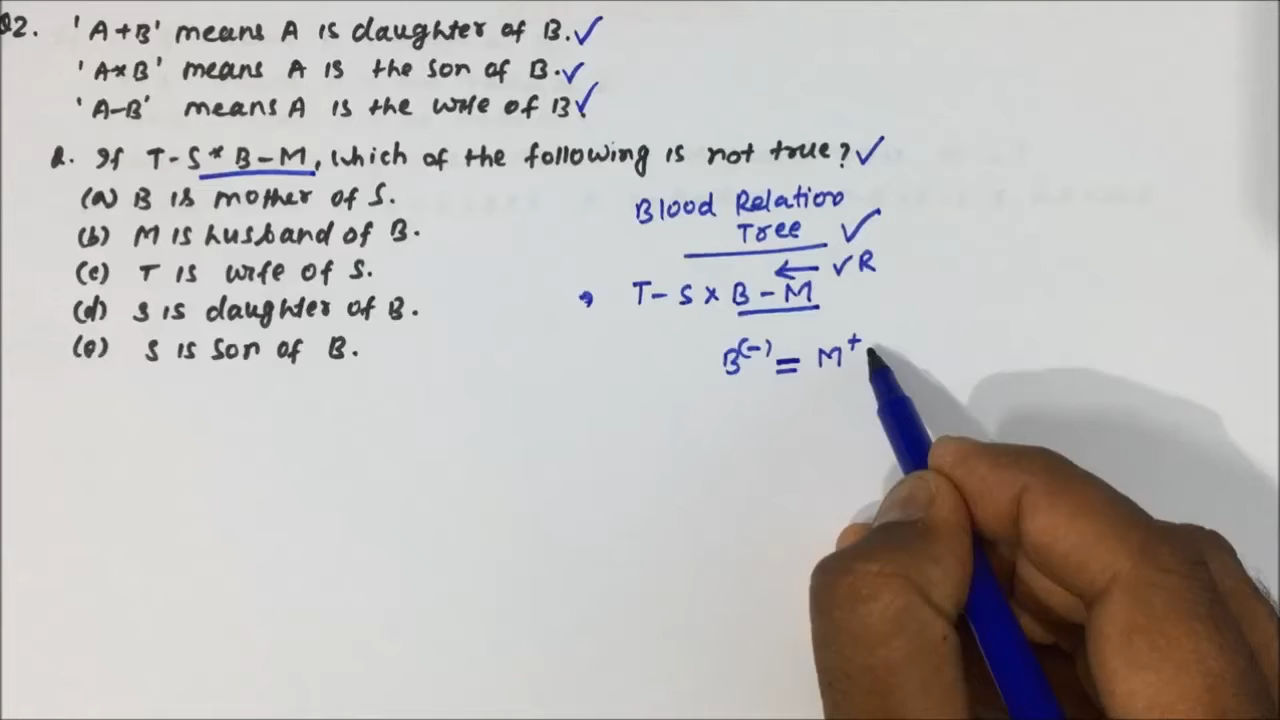 Q2. 'A+B' means A is daughter of B.✓
'A*B' means A is the son of B.✓
'A-B' means A is the wife of B✓
Q. If T-S*B-M, which of the following is not true?✓
(a) B is mother of S.
(b) M is husband of B.
(c) T is wife of S.
(d) S is daughter of B.
(e) S is son of B.
Blood Relation
Tree ✓
← ✓R
T-S×B-M
B(-) = M+